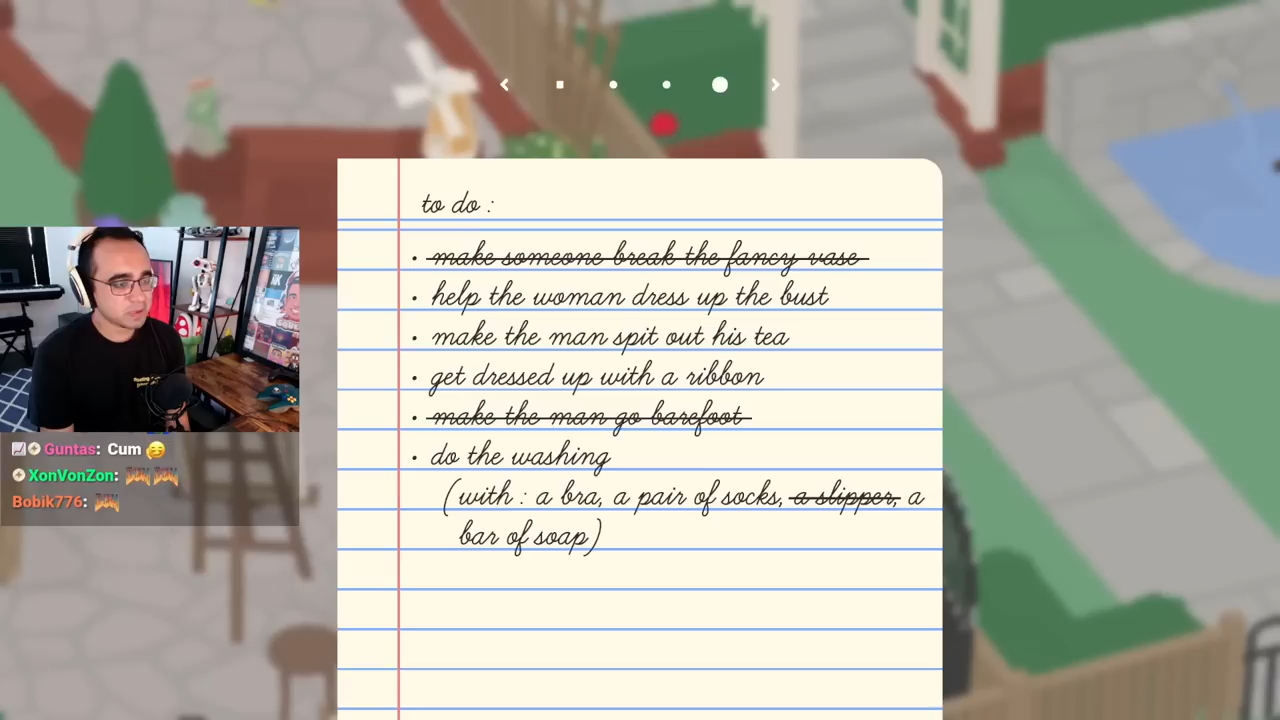 to do :
• make someone break the fancy vase
• help the woman dress up the bust
• make the man spit out his tea
• get dressed up with a ribbon
• make the man go barefoot
• do the washing
(with : a bra, a pair of socks, a slipper, a
bar of soap)
Guntas: Cum
XonVonZon:
Bobik776: